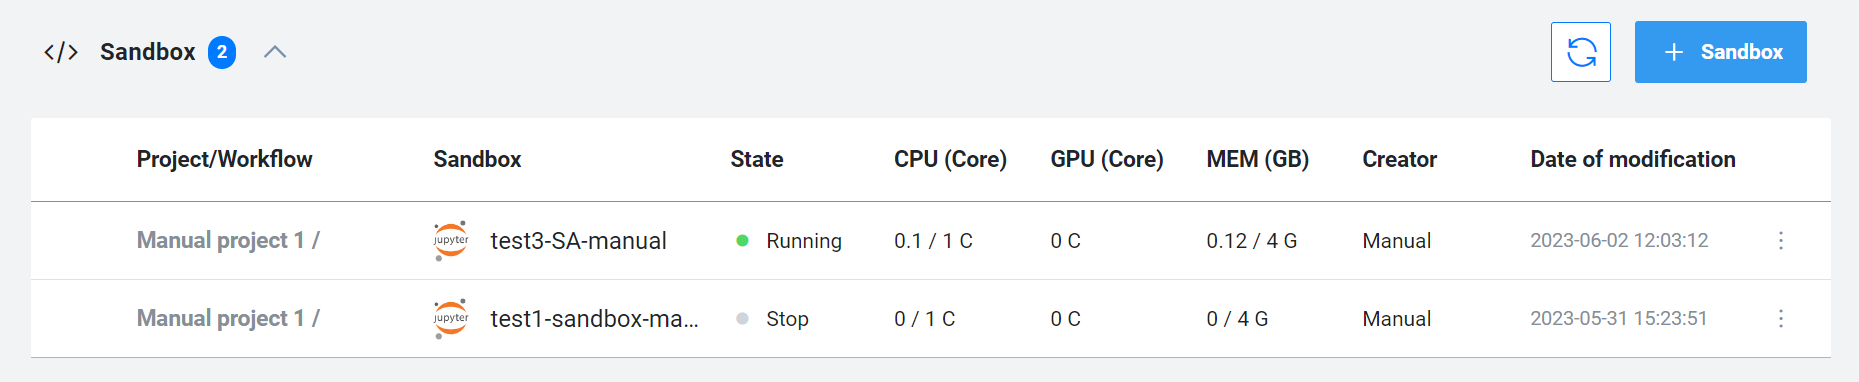 </> Sandbox 2 + Sandbox
Project/Workflow Sandbox State CPU (Core) GPU (Core) MEM (GB) Creator Date of modification
Manual project 1 / jupyter test3-SA-manual Running 0.1 / 1 C 0 C 0.12 / 4 G Manual 2023-06-02 12:03:12
Manual project 1 / jupyter test1-sandbox-ma... Stop 0 / 1 C 0 C 0 / 4 G Manual 2023-05-31 15:23:51